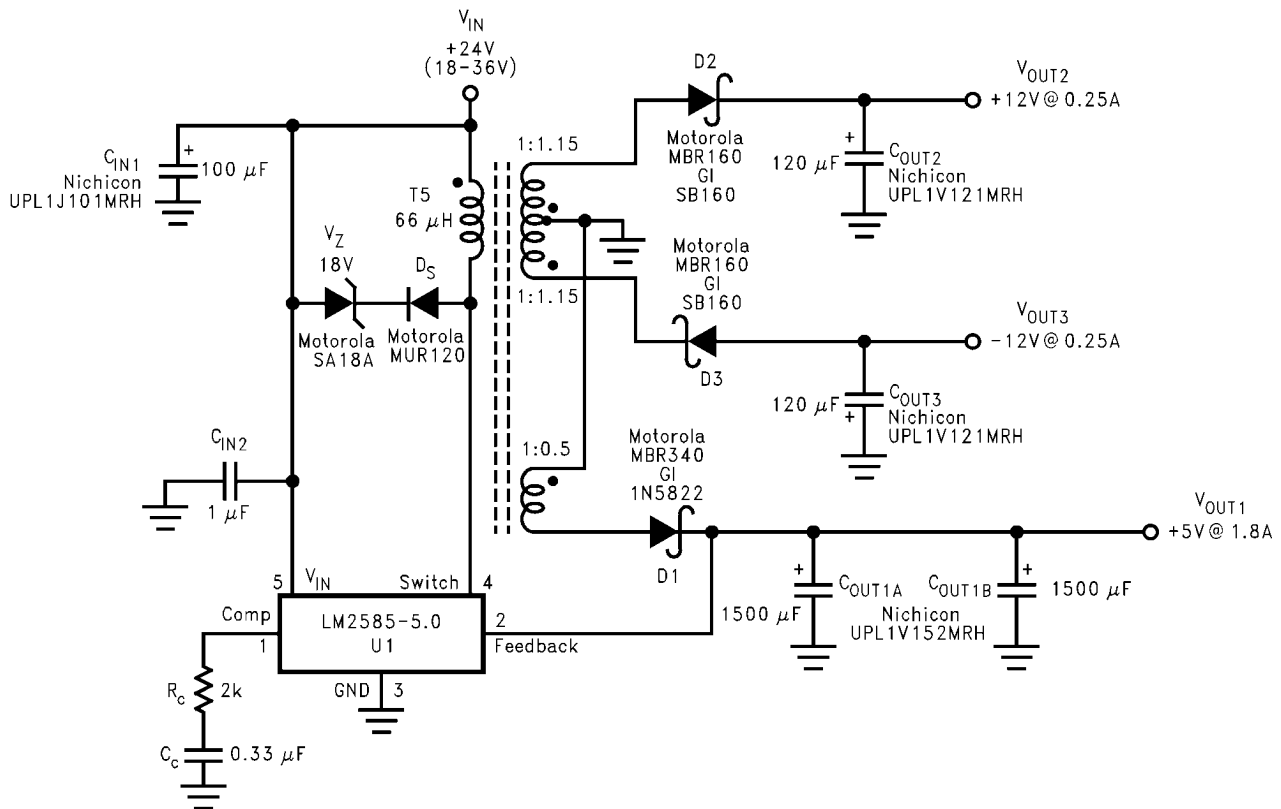 V_IN
+24V
(18-36V)
C_IN1
Nichicon
UPL1J101MRH
+
100 μF
T5
66 μH
V_Z
18V
Motorola
SA18A
D_S
Motorola
MUR120
1:1.15
1:1.15
D2
Motorola
MBR160
GI
SB160
V_OUT2
+12V@ 0.25A
+
120 μF
C_OUT2
Nichicon
UPL1V121MRH
Motorola
MBR160
GI
SB160
D3
V_OUT3
-12V@ 0.25A
120 μF
+
C_OUT3
Nichicon
UPL1V121MRH
C_IN2
1 μF
1:0.5
Motorola
MBR340
GI
1N5822
D1
V_OUT1
+5V@ 1.8A
+
1500 μF
C_OUT1A
C_OUT1B
+
1500 μF
Nichicon
UPL1V152MRH
5
V_IN
Switch
4
Comp
1
LM2585-5.0
U1
2
Feedback
GND
3
R_c
2k
C_c
0.33 μF